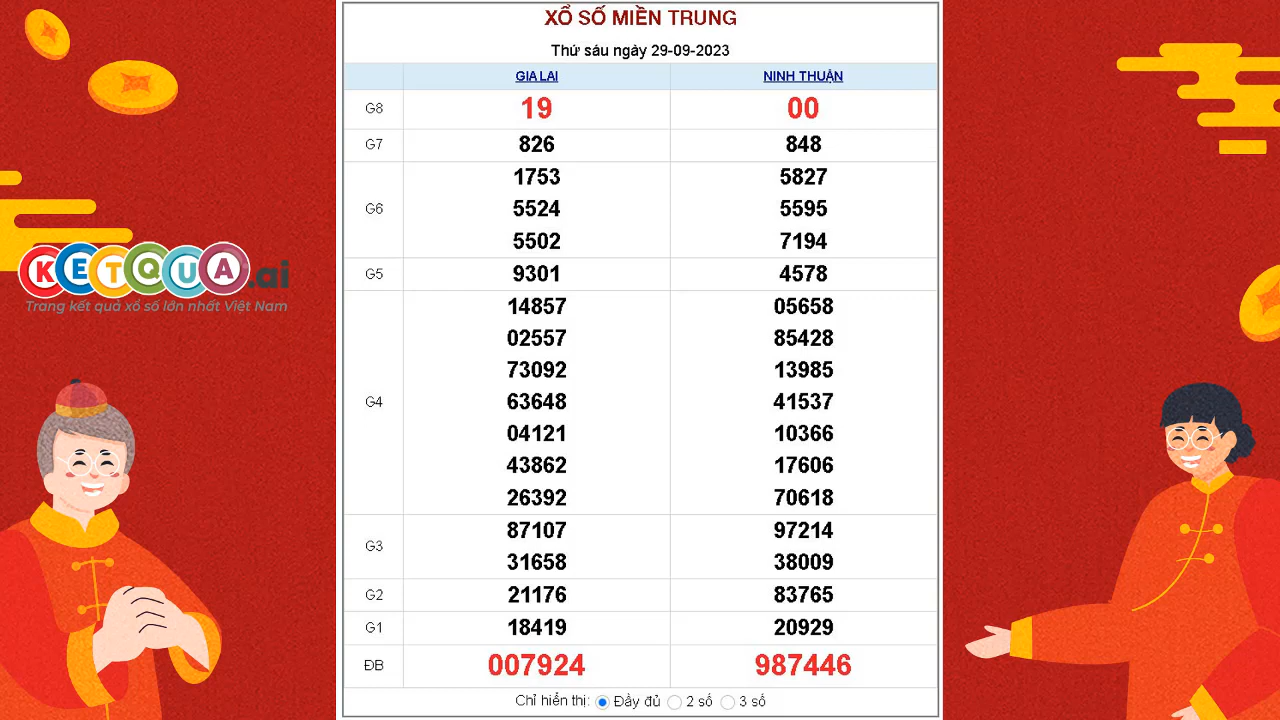 XỔ SỐ MIỀN TRUNG
Thứ sáu ngày 29-09-2023
GIA LAI NINH THUẬN
G8 19 00
G7 826 848
1753 5827
G6 5524 5595
5502 7194
G5 9301 4578
14857 05658
02557 85428
73092 13985
G4 63648 41537
04121 10366
43862 17606
26392 70618
87107 97214
G3
31658 38009
G2 21176 83765
G1 18419 20929
ĐB 007924 987446
Chỉ hiển thị: Đầy đủ 2 số 3 số
KETQUA.ai
Trang kết quả xổ số lớn nhất Việt Nam